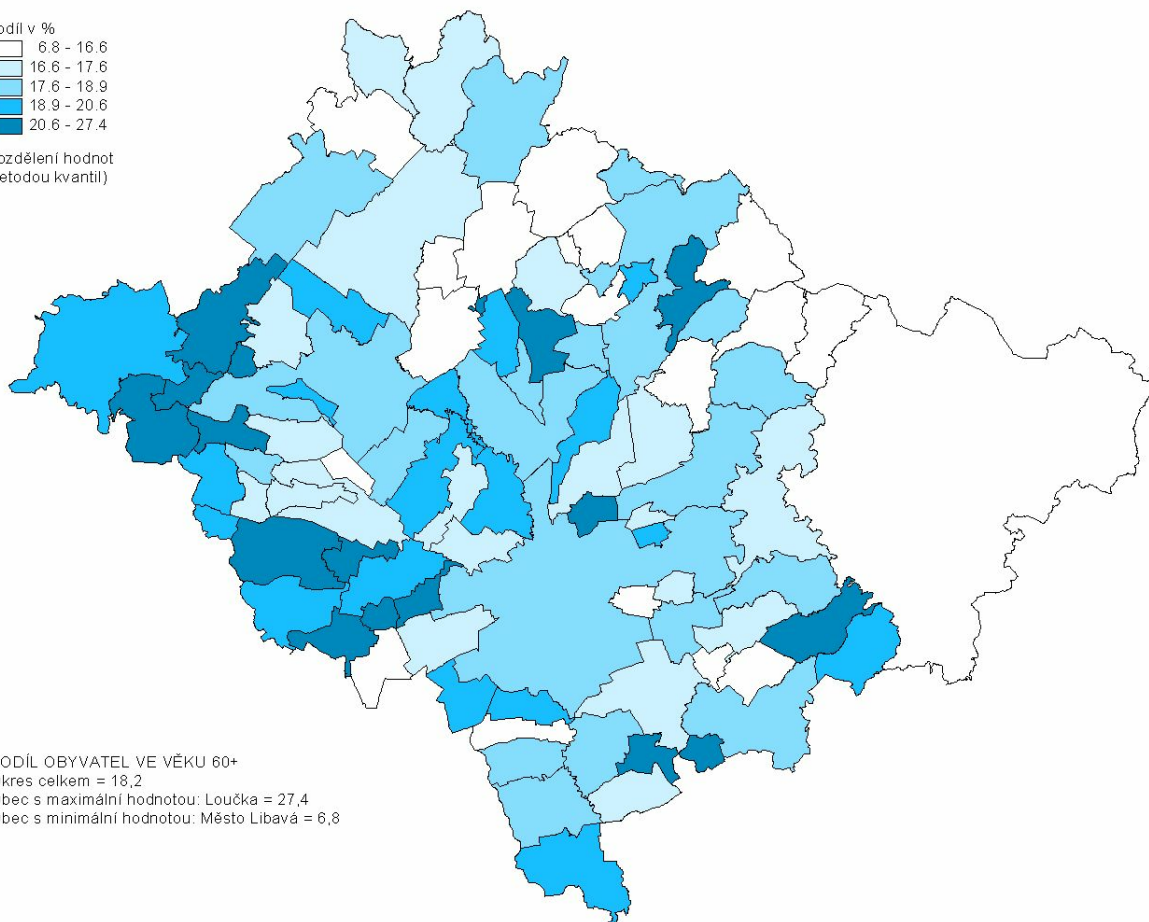 odíl v %
6.8 - 16.6
16.6 - 17.6
17.6 - 18.9
18.9 - 20.6
20.6 - 27.4
ozdělení hodnot
etodou kvantil)
ODÍL OBYVATEL VE VĚKU 60+
kres celkem = 18,2
bec s maximální hodnotou: Loučka = 27,4
bec s minimální hodnotou: Město Libavá = 6,8